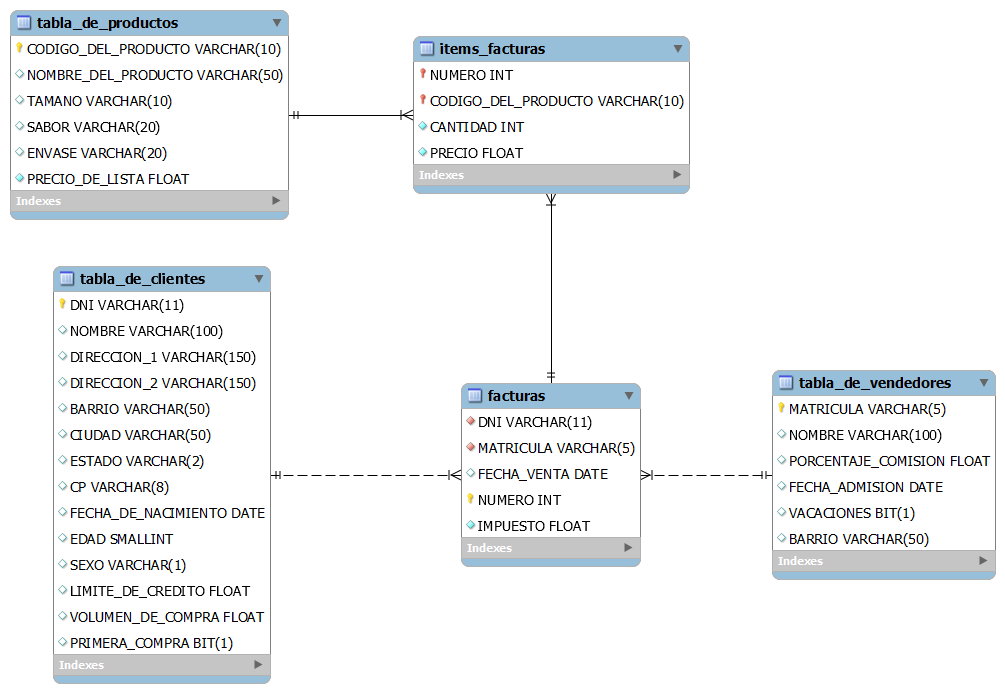 tabla_de_productos
CODIGO_DEL_PRODUCTO VARCHAR(10)
NOMBRE_DEL_PRODUCTO VARCHAR(50)
TAMANO VARCHAR(10)
SABOR VARCHAR(20)
ENVASE VARCHAR(20)
PRECIO_DE_LISTA FLOAT
Indexes
items_facturas
NUMERO INT
CODIGO_DEL_PRODUCTO VARCHAR(10)
CANTIDAD INT
PRECIO FLOAT
Indexes
tabla_de_clientes
DNI VARCHAR(11)
NOMBRE VARCHAR(100)
DIRECCION_1 VARCHAR(150)
DIRECCION_2 VARCHAR(150)
BARRIO VARCHAR(50)
CIUDAD VARCHAR(50)
ESTADO VARCHAR(2)
CP VARCHAR(8)
FECHA_DE_NACIMIENTO DATE
EDAD SMALLINT
SEXO VARCHAR(1)
LIMITE_DE_CREDITO FLOAT
VOLUMEN_DE_COMPRA FLOAT
PRIMERA_COMPRA BIT(1)
Indexes
facturas
DNI VARCHAR(11)
MATRICULA VARCHAR(5)
FECHA_VENTA DATE
NUMERO INT
IMPUESTO FLOAT
Indexes
tabla_de_vendedores
MATRICULA VARCHAR(5)
NOMBRE VARCHAR(100)
PORCENTAJE_COMISION FLOAT
FECHA_ADMISION DATE
VACACIONES BIT(1)
BARRIO VARCHAR(50)
Indexes